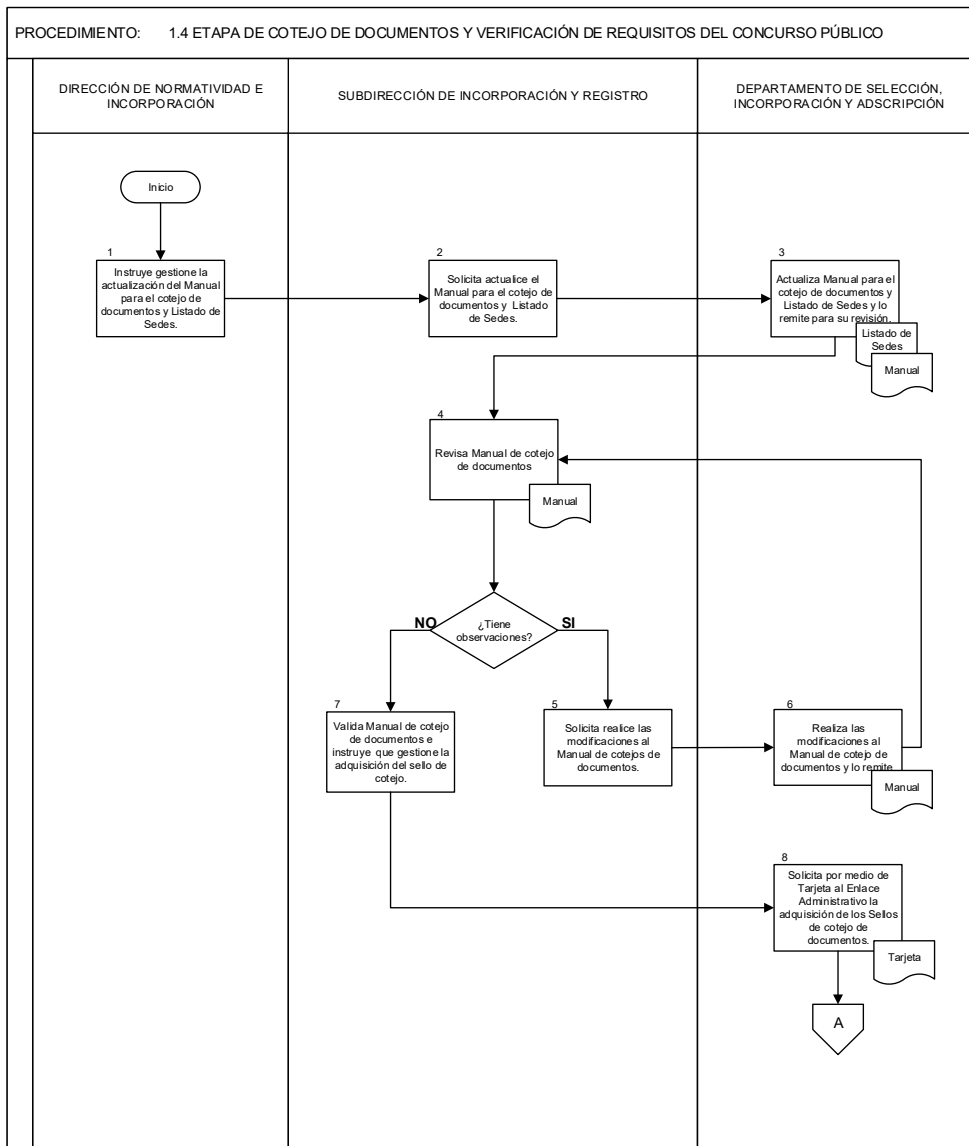 PROCEDIMIENTO: 1.4 ETAPA DE COTEJO DE DOCUMENTOS Y VERIFICACIÓN DE REQUISITOS DEL CONCURSO PÚBLICO
DIRECCIÓN DE NORMATIVIDAD E
INCORPORACIÓN
SUBDIRECCIÓN DE INCORPORACIÓN Y REGISTRO
DEPARTAMENTO DE SELECCIÓN,
INCORPORACIÓN Y ADSCRIPCIÓN
Inicio
1
Instruye gestione la
actualización del Manual
para el cotejo de
documentos y Listado de
Sedes.
2
Solicita actualice el
Manual para el cotejo de
documentos y Listado
de Sedes.
3
Actualiza Manual para el
cotejo de documentos y
Listado de Sedes y lo
remite para su revisión.
Listado de
Sedes
Manual
4
Revisa Manual de cotejo
de documentos
Manual
¿Tiene
observaciones?
NO
SI
7
Valida Manual de cotejo
de documentos e
instruye que gestione la
adquisición del sello de
cotejo.
5
Solicita realice las
modificaciones al
Manual de cotejos de
documentos.
6
Realiza las
modificaciones al
Manual de cotejo de
documentos y lo remite
Manual
8
Solicita por medio de
Tarjeta al Enlace
Administrativo la
adquisición de los Sellos
de cotejo de
documentos.
Tarjeta
A